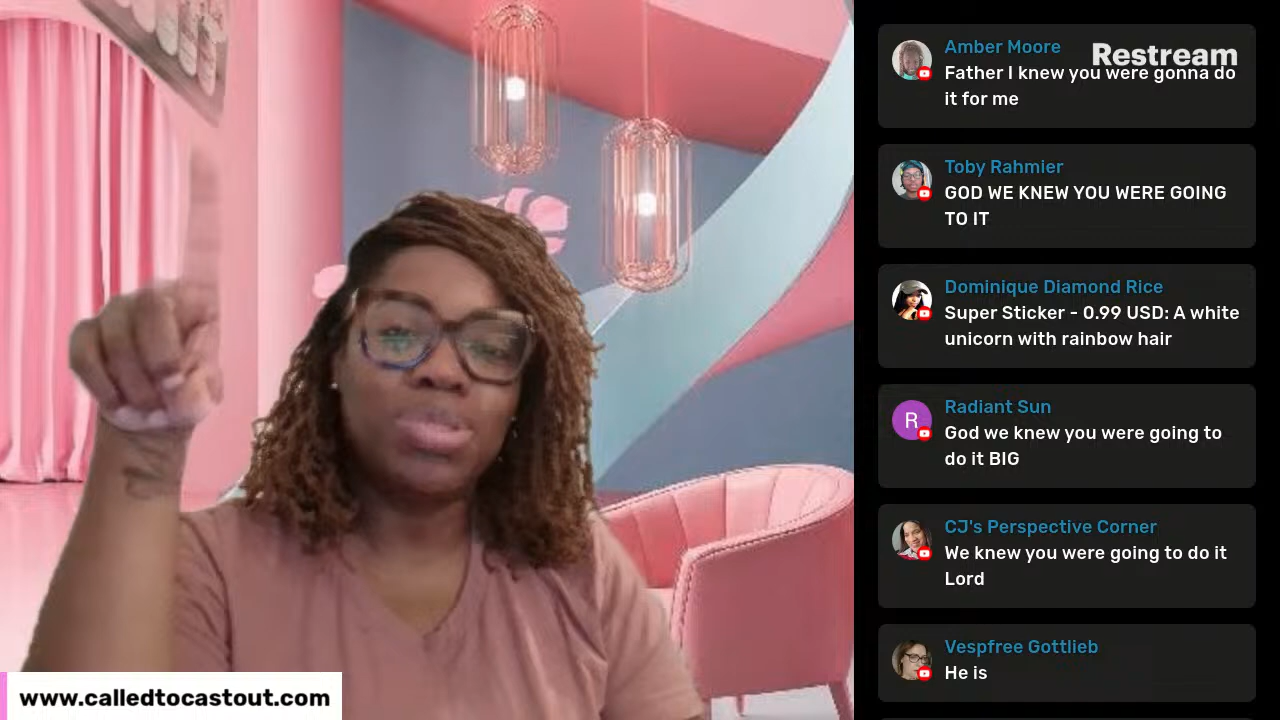 Restream
Amber Moore
Father I knew you were gonna do
it for me
Toby Rahmier
GOD WE KNEW YOU WERE GOING
TO IT
Dominique Diamond Rice
Super Sticker - 0.99 USD: A white
unicorn with rainbow hair
R
Radiant Sun
God we knew you were going to
do it BIG
CJ's Perspective Corner
We knew you were going to do it
Lord
Vespfree Gottlieb
He is
www.calledtocastout.com